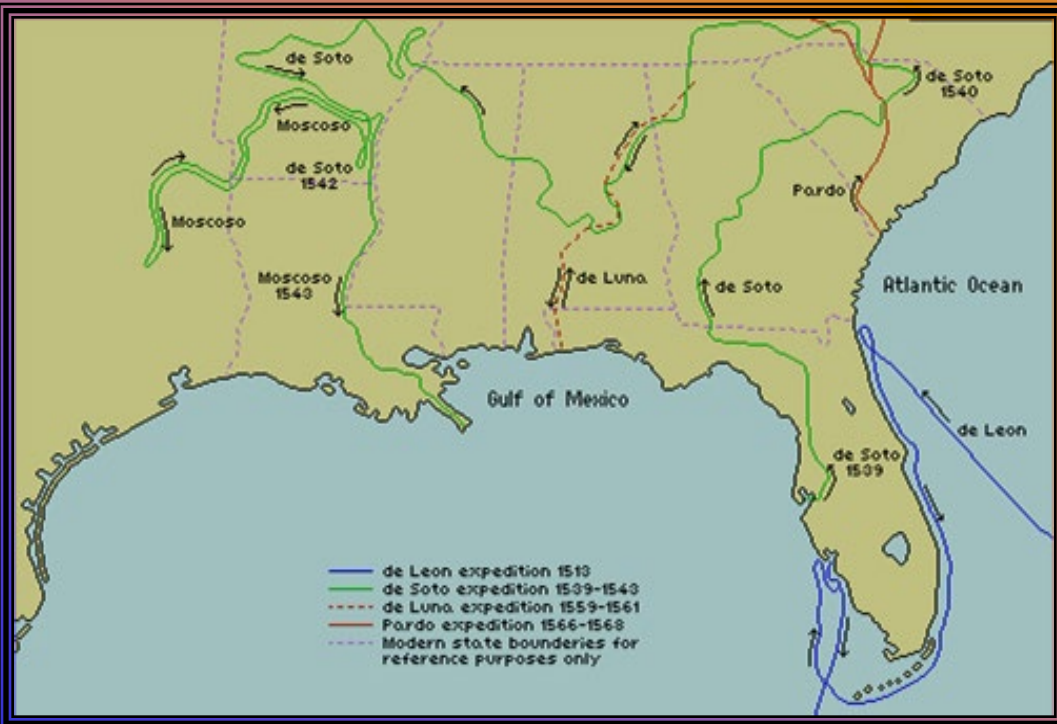 de Soto
de Soto
1540
Moscoso
de Soto
1542
Pardo
Moscoso
Moscoso
1543
de Luna
de Soto
Atlantic Ocean
Gulf of Mexico
de Leon
de Soto
1539
de Leon expedition 1513
de Soto expedition 1539-1543
de Luna expedition 1559-1561
Pardo expedition 1566-1568
Modern state bounderies for
reference purposes only